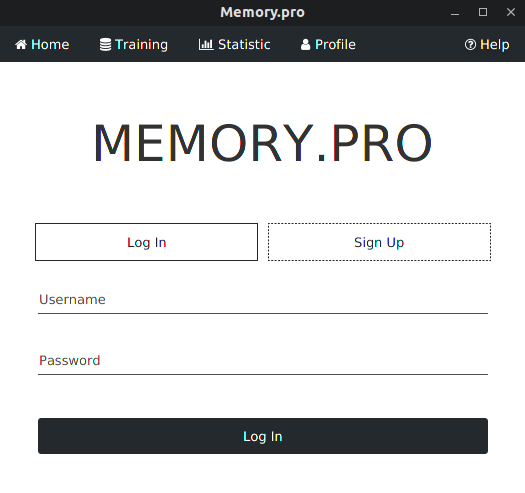 Memory.pro
Home Training Statistic Profile Help
MEMORY.PRO
Log In Sign Up
Username
Password
Log In